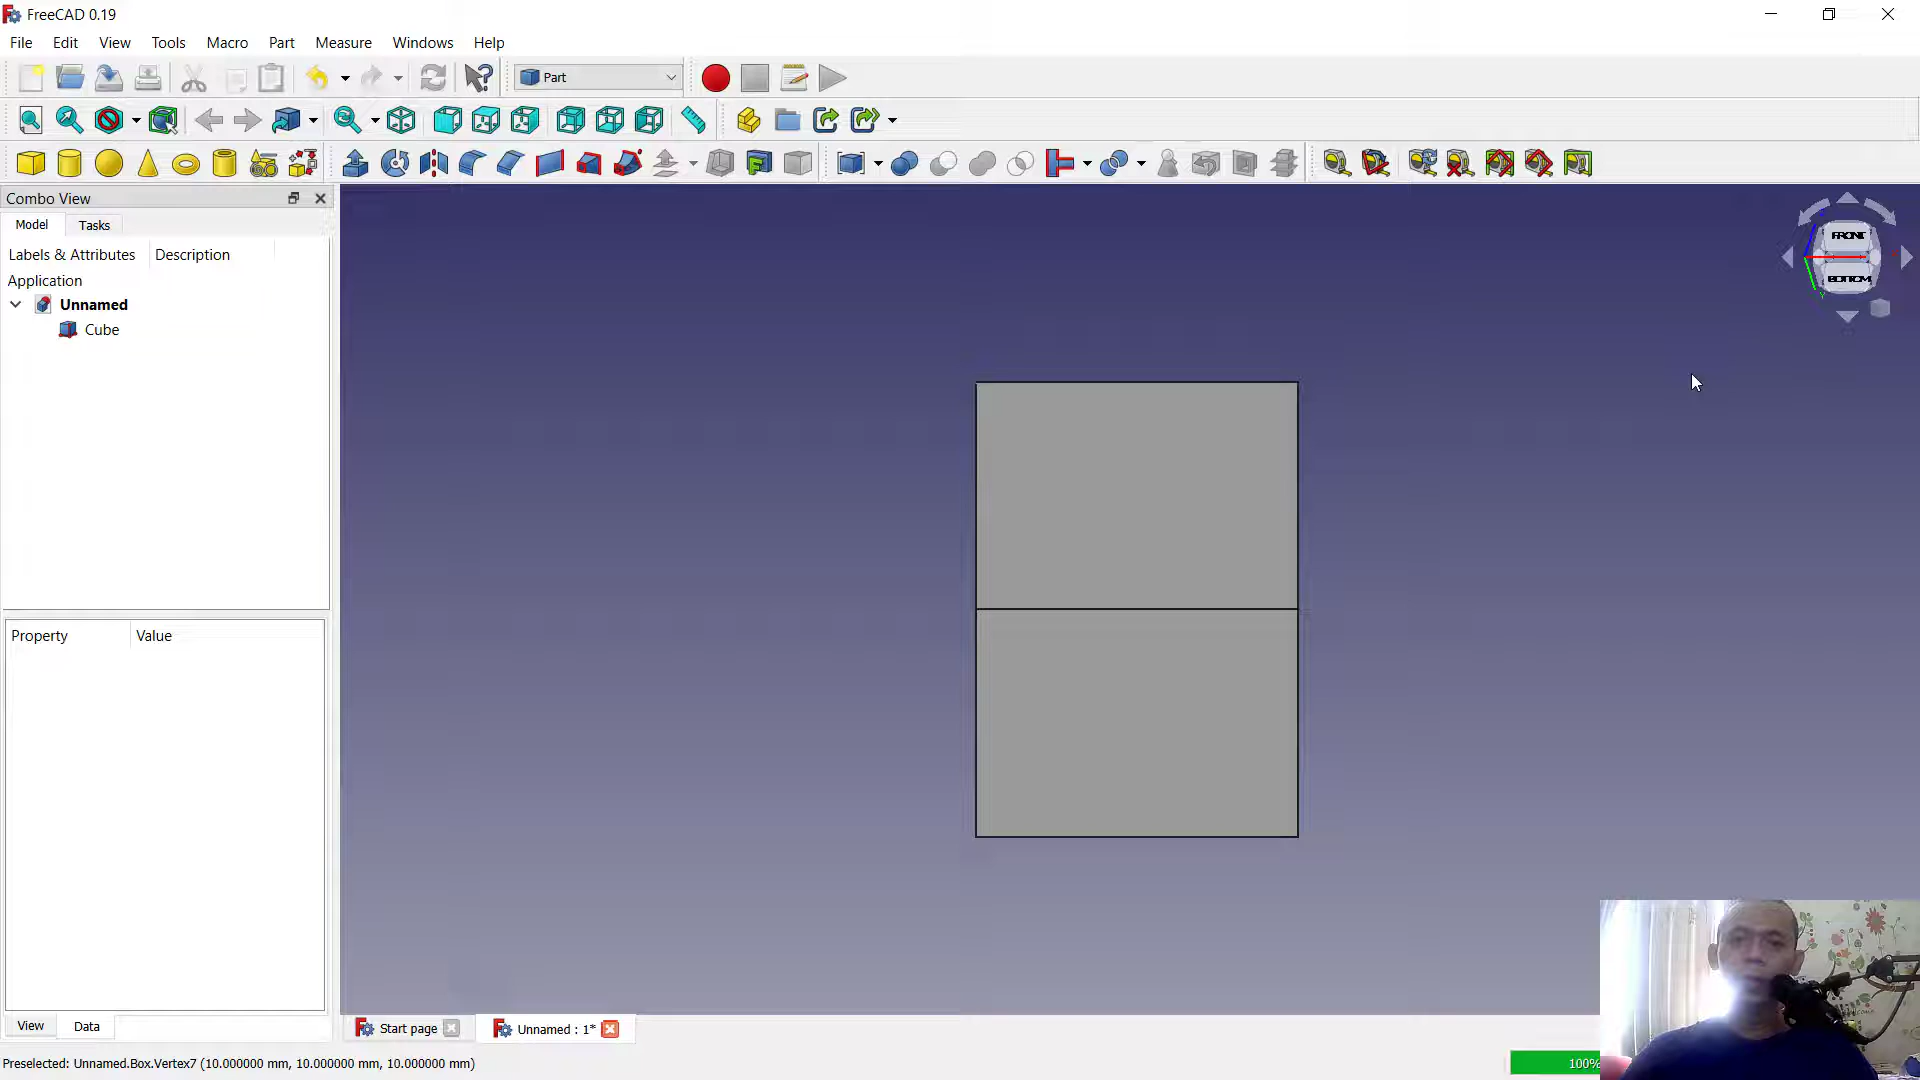 FreeCAD 0.19
File Edit View Tools Macro Part Measure Windows Help
Part
Combo View
Model Tasks
Labels & Attributes Description
Application
Unnamed
Cube
FRONT
BOTTOM
Y
Property Value
View Data
Start page Unnamed : 1*
Preselected: Unnamed.Box.Vertex7 (10.000000 mm, 10.000000 mm, 10.000000 mm)
100%